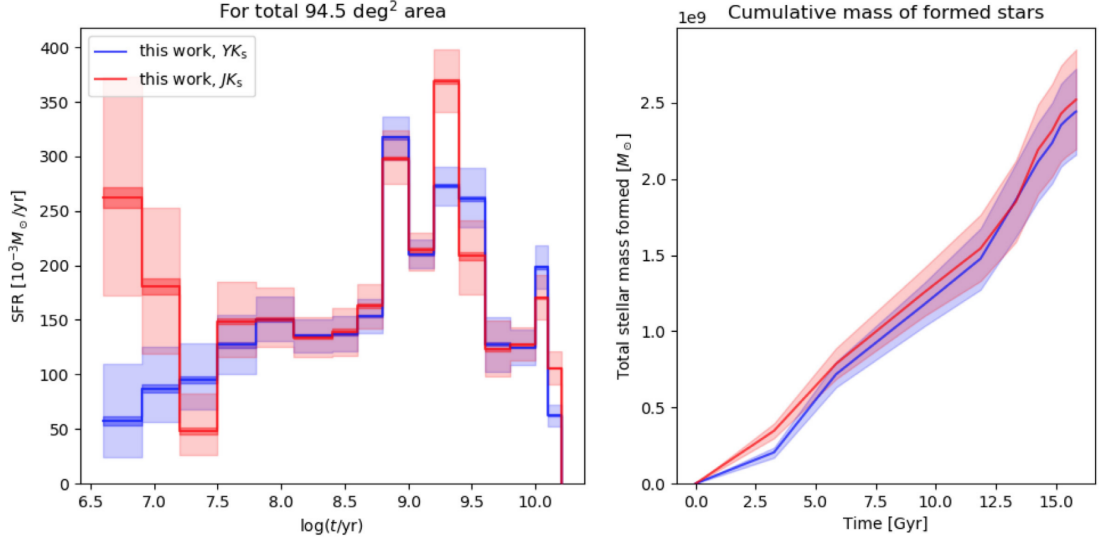 For total 94.5 deg² area
this work, YKₛ
this work, JKₛ
SFR [10⁻³M⊙/yr]
400
350
300
250
200
150
100
50
0
6.5 7.0 7.5 8.0 8.5 9.0 9.5 10.0
log(t/yr)
Cumulative mass of formed stars
1e9
Total stellar mass formed [M⊙]
2.5
2.0
1.5
1.0
0.5
0.0
0.0 2.5 5.0 7.5 10.0 12.5 15.0
Time [Gyr]